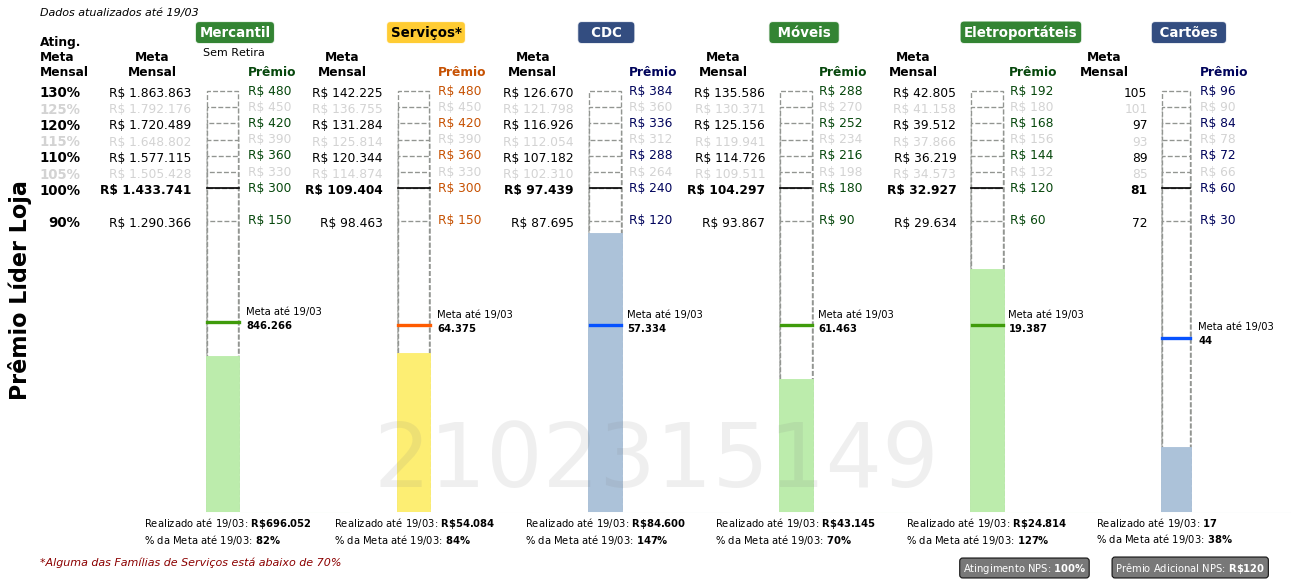 Dados atualizados até 19/03
Mercantil Serviços* CDC Móveis Eletroportáteis Cartões
Sem Retira
Ating. Meta Mensal Meta Mensal Prêmio Meta Mensal Prêmio Meta Mensal Prêmio Meta Mensal Prêmio Meta Mensal Prêmio Meta Mensal Prêmio
130% R$ 1.863.863 R$ 480 R$ 142.225 R$ 480 R$ 126.670 R$ 384 R$ 135.586 R$ 288 R$ 42.805 R$ 192 105 R$ 96
125% R$ 1.792.176 R$ 450 R$ 136.755 R$ 450 R$ 121.798 R$ 360 R$ 130.371 R$ 270 R$ 41.158 R$ 180 101 R$ 90
120% R$ 1.720.489 R$ 420 R$ 131.284 R$ 420 R$ 116.926 R$ 336 R$ 125.156 R$ 252 R$ 39.512 R$ 168 97 R$ 84
115% R$ 1.648.802 R$ 390 R$ 125.814 R$ 390 R$ 112.054 R$ 312 R$ 119.941 R$ 234 R$ 37.866 R$ 156 93 R$ 78
110% R$ 1.577.115 R$ 360 R$ 120.344 R$ 360 R$ 107.182 R$ 288 R$ 114.726 R$ 216 R$ 36.219 R$ 144 89 R$ 72
105% R$ 1.505.428 R$ 330 R$ 114.874 R$ 330 R$ 102.310 R$ 264 R$ 109.511 R$ 198 R$ 34.573 R$ 132 85 R$ 66
100% R$ 1.433.741 R$ 300 R$ 109.404 R$ 300 R$ 97.439 R$ 240 R$ 104.297 R$ 180 R$ 32.927 R$ 120 81 R$ 60
90% R$ 1.290.366 R$ 150 R$ 98.463 R$ 150 R$ 87.695 R$ 120 R$ 93.867 R$ 90 R$ 29.634 R$ 60 72 R$ 30
Prêmio Líder Loja
Meta até 19/03 Meta até 19/03 Meta até 19/03 Meta até 19/03 Meta até 19/03 Meta até 19/03
846.266 64.375 57.334 61.463 19.387 44
2102315149
Realizado até 19/03: R$696.052 Realizado até 19/03: R$54.084 Realizado até 19/03: R$84.600 Realizado até 19/03: R$43.145 Realizado até 19/03: R$24.814 Realizado até 19/03: 17
% da Meta até 19/03: 82% % da Meta até 19/03: 84% % da Meta até 19/03: 147% % da Meta até 19/03: 70% % da Meta até 19/03: 127% % da Meta até 19/03: 38%
*Alguma das Famílias de Serviços está abaixo de 70%
Atingimento NPS: 100% Prêmio Adicional NPS: R$120